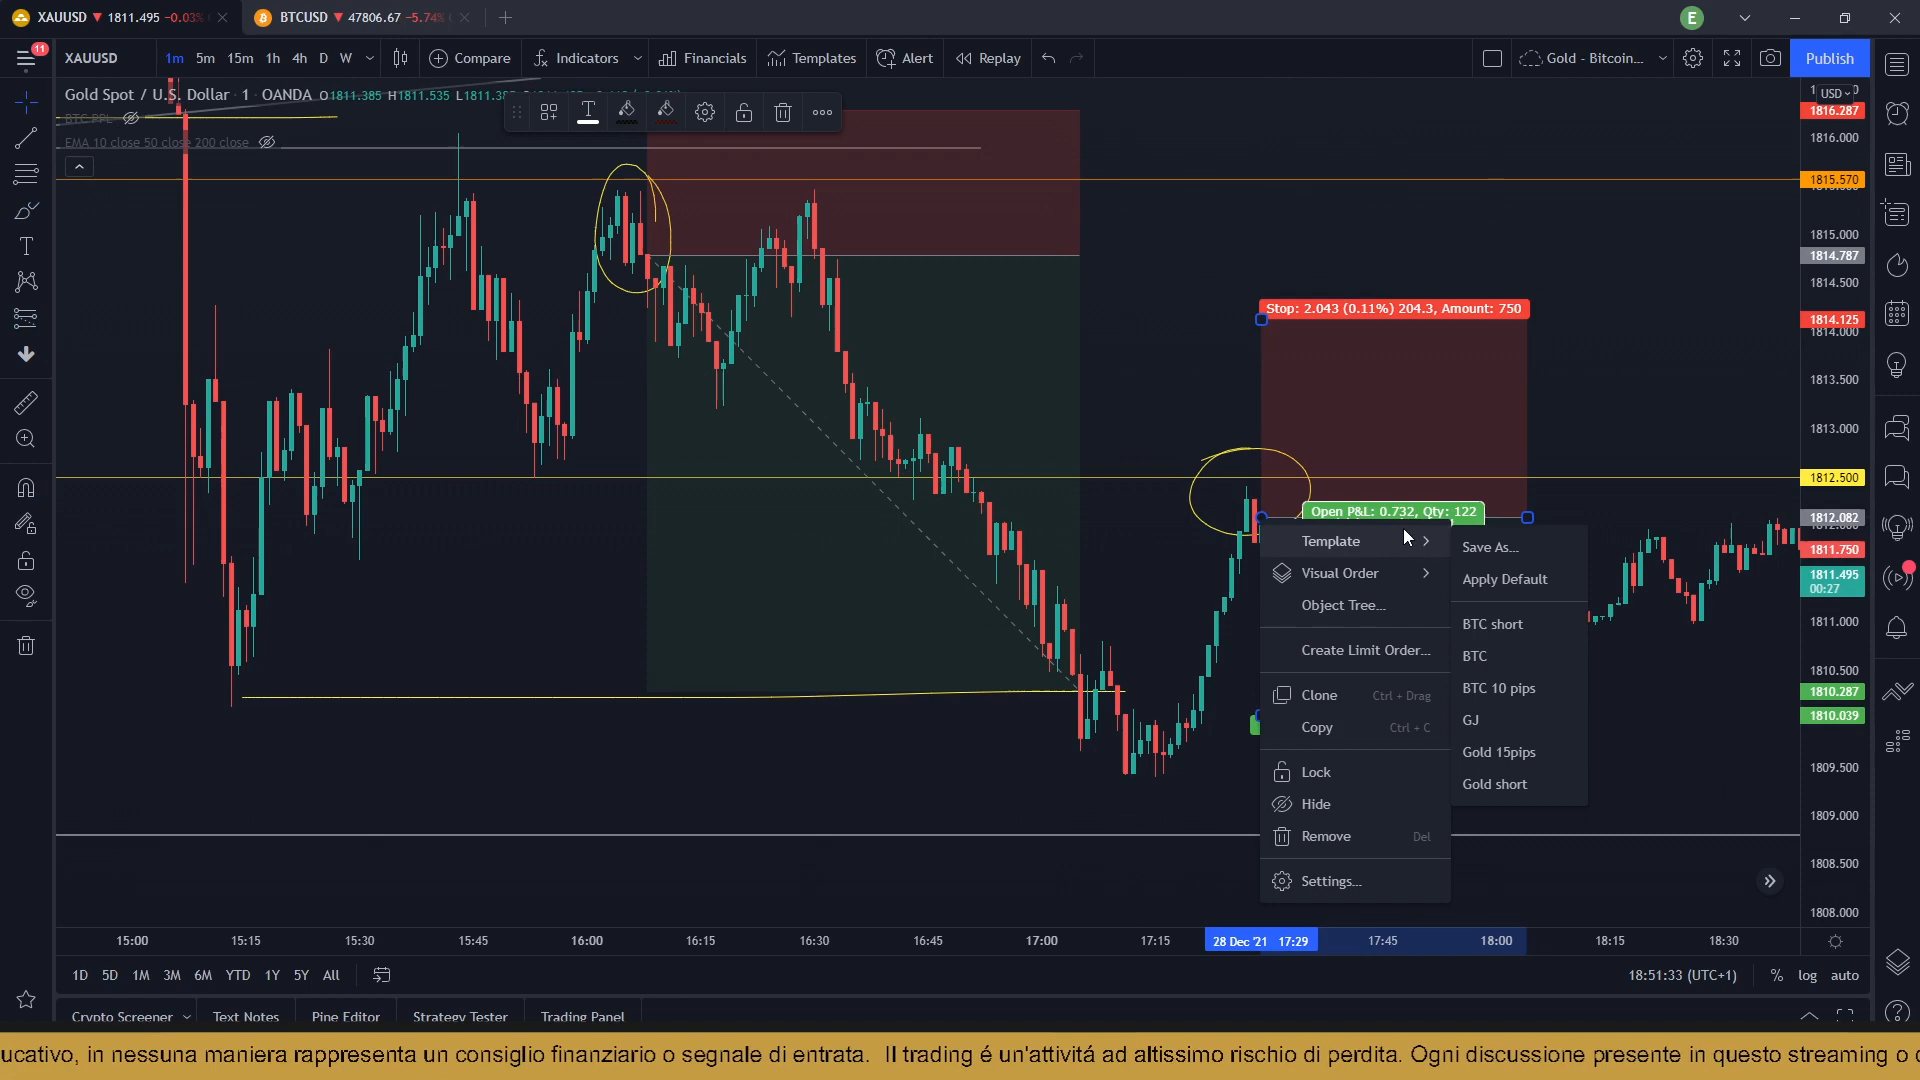 XAUUSD ▼ 1811.495 -0.03%
BTCUSD ▼ 47806.67 -5.74%
E
11
XAUUSD
1m 5m 15m 1h 4h D W
Compare
Indicators
Financials
Templates
Alert
Replay
Gold - Bitcoin...
Publish
Gold Spot / U.S. Dollar · 1 · OANDA O1811.385 H1811.535
BTC PPL
EMA 10 close 50 close 200 close
USD
1816.287
1816.000
1815.570
1815.000
1814.787
1814.500
1814.125
1814.000
1813.500
1813.000
1812.500
1812.082
1811.750
1811.495
00:27
1811.000
1810.500
1810.287
1810.039
1809.500
1809.000
1808.500
1808.000
Stop: 2.043 (0.11%) 204.3, Amount: 750
Open P&L: 0.732, Qty: 122
Template
Visual Order
Object Tree...
Create Limit Order...
Clone Ctrl + Drag
Copy Ctrl + C
Lock
Hide
Remove Del
Settings...
Save As...
Apply Default
BTC short
BTC
BTC 10 pips
GJ
Gold 15pips
Gold short
15:00 15:15 15:30 15:45 16:00 16:15 16:30 16:45 17:00 17:15 28 Dec '21 17:29 17:45 18:00 18:15 18:30
1D 5D 1M 3M 6M YTD 1Y 5Y All
18:51:33 (UTC+1) % log auto
Crypto Screener Text Notes Pine Editor Strategy Tester Trading Panel
ucativo, in nessuna maniera rappresenta un consiglio finanziario o segnale di entrata. Il trading é un'attivitá ad altissimo rischio di perdita. Ogni discussione presente in questo streaming o